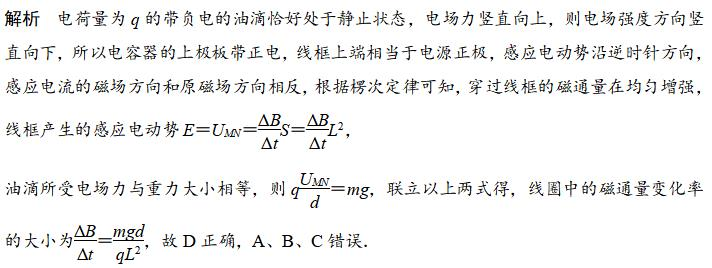 解析　电荷量为 q 的带负电的油滴恰好处于静止状态，电场力竖直向上，则电场强度方向竖
直向下，所以电容器的上极板带正电，线框上端相当于电源正极，感应电动势沿逆时针方向，
感应电流的磁场方向和原磁场方向相反，根据楞次定律可知，穿过线框的磁通量在均匀增强，
线框产生的感应电动势 E＝U_{MN}＝\frac{ΔB}{Δt}S＝\frac{ΔB}{Δt}L²，
油滴所受电场力与重力大小相等，则 q\frac{U_{MN}}{d}＝mg，联立以上两式得，线圈中的磁通量变化率
的大小为\frac{ΔB}{Δt}＝\frac{mgd}{qL²}，故 D 正确，A、B、C 错误．